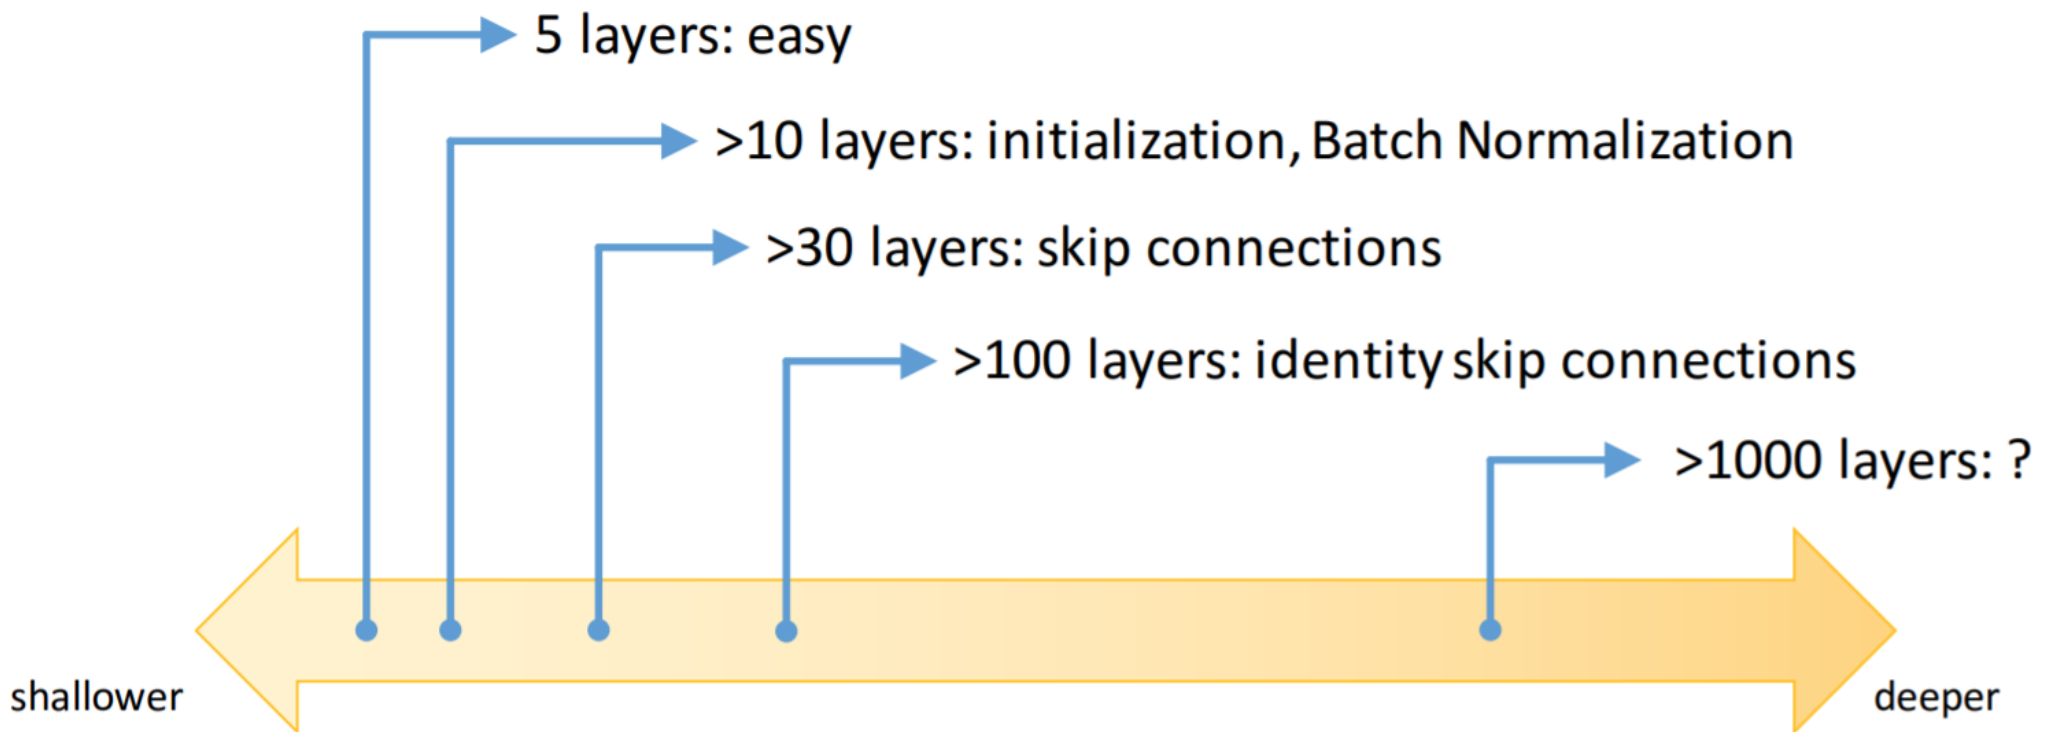 5 layers: easy
>10 layers: initialization, Batch Normalization
>30 layers: skip connections
>100 layers: identity skip connections
>1000 layers: ?
shallower
deeper